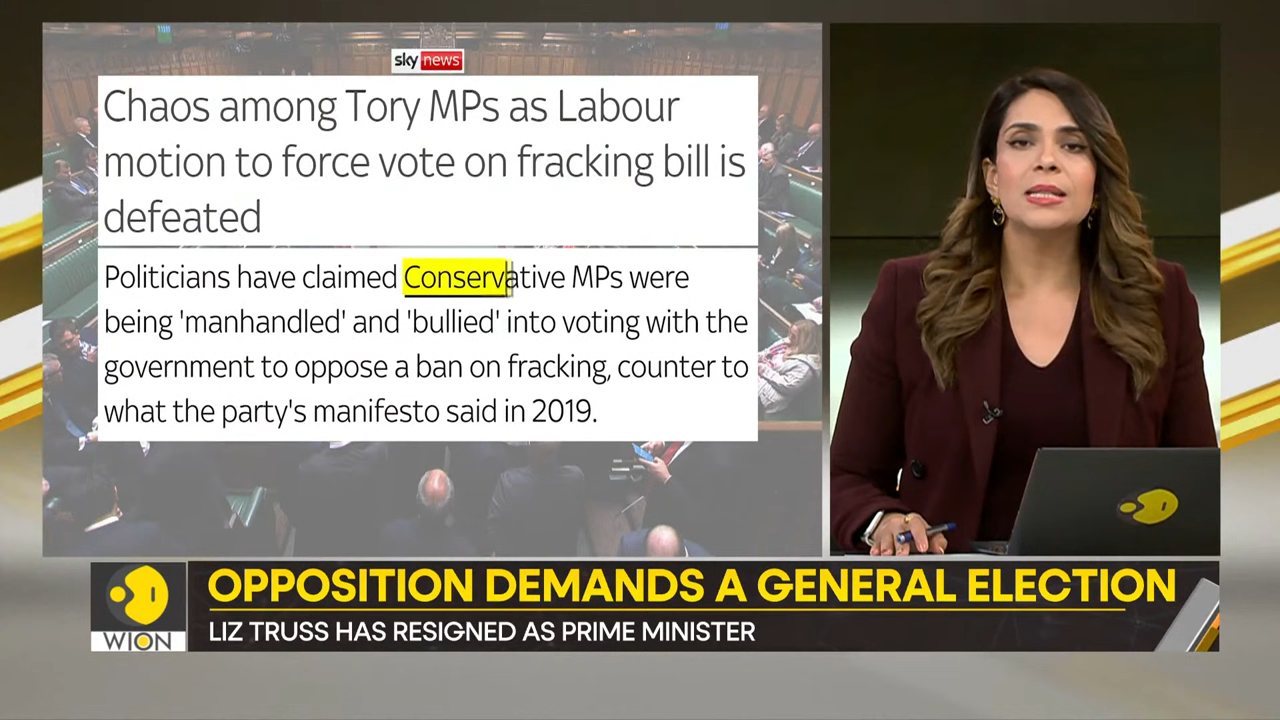 sky news
Chaos among Tory MPs as Labour
motion to force vote on fracking bill is
defeated
Politicians have claimed Conservative MPs were
being 'manhandled' and 'bullied' into voting with the
government to oppose a ban on fracking, counter to
what the party's manifesto said in 2019.
OPPOSITION DEMANDS A GENERAL ELECTION
LIZ TRUSS HAS RESIGNED AS PRIME MINISTER
WION